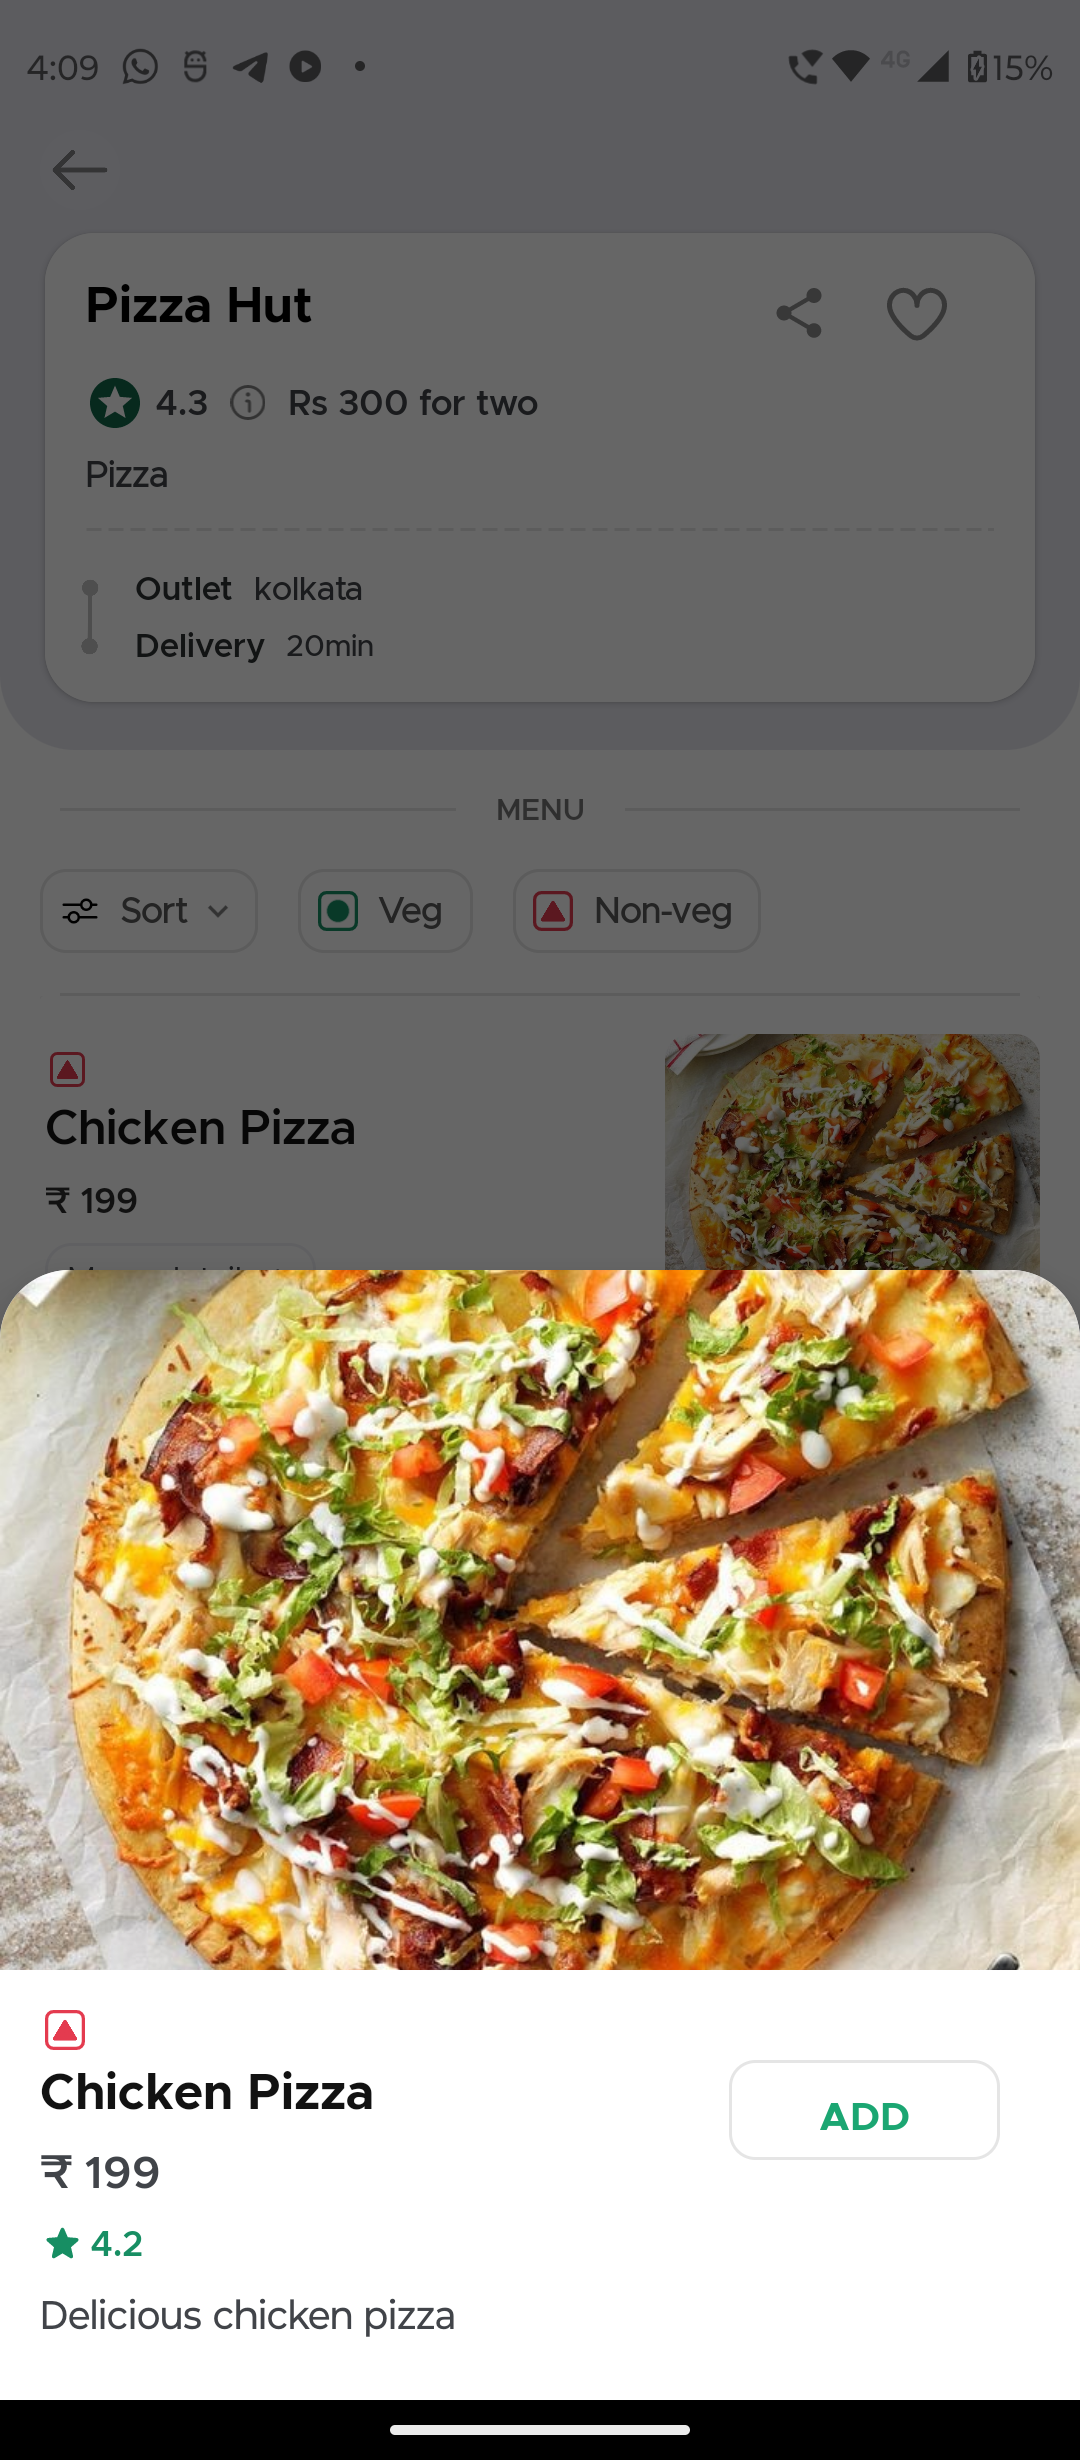 4:09 4G 15%
Pizza Hut
4.3 Rs 300 for two
Pizza
Outlet kolkata
Delivery 20min
MENU
Sort Veg Non-veg
Chicken Pizza
₹ 199
Chicken Pizza
ADD
₹ 199
4.2
Delicious chicken pizza